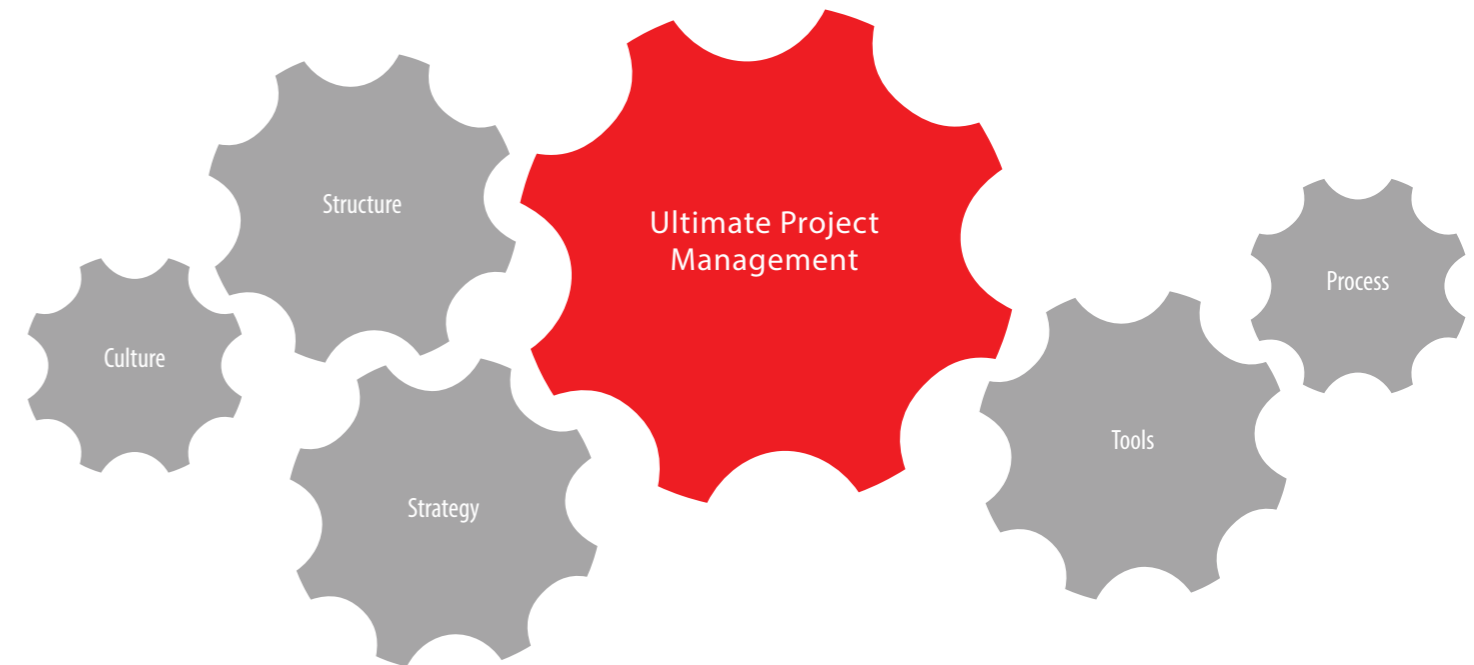 Structure
Ultimate Project
Management
Process
Culture
Tools
Strategy